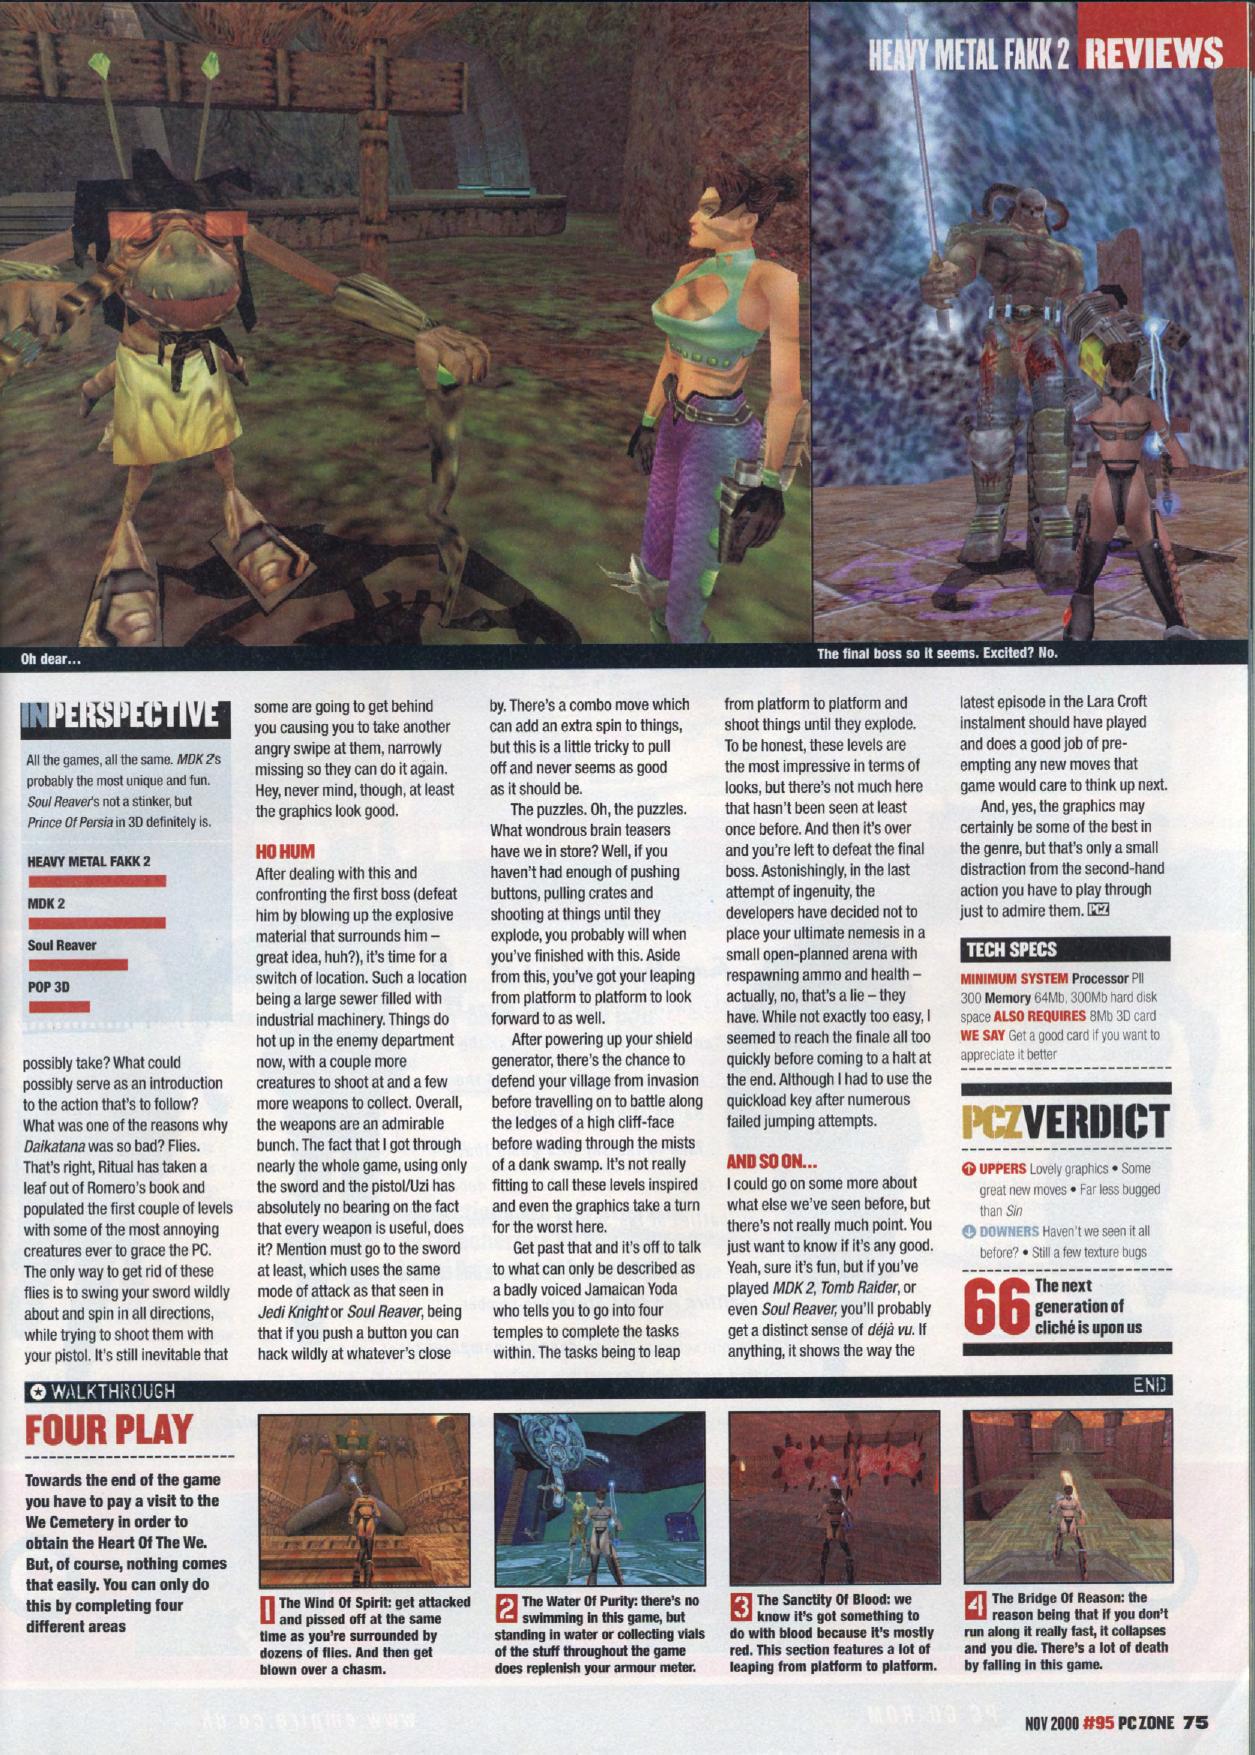 HEAVY METAL FAKK 2 REVIEWS
Oh dear...
The final boss so it seems. Excited? No.
INPERSPECTIVE
All the games, all the same. MDK 2's
probably the most unique and fun.
Soul Reaver's not a stinker, but
Prince Of Persia in 3D definitely is.
HEAVY METAL FAKK 2
MDK 2
Soul Reaver
POP 3D
possibly take? What could
possibly serve as an introduction
to the action that's to follow?
What was one of the reasons why
Daikatana was so bad? Flies.
That's right, Ritual has taken a
leaf out of Romero's book and
populated the first couple of levels
with some of the most annoying
creatures ever to grace the PC.
The only way to get rid of these
flies is to swing your sword wildly
about and spin in all directions,
while trying to shoot them with
your pistol. It's still inevitable that
some are going to get behind
you causing you to take another
angry swipe at them, narrowly
missing so they can do it again.
Hey, never mind, though, at least
the graphics look good.
HO HUM
After dealing with this and
confronting the first boss (defeat
him by blowing up the explosive
material that surrounds him –
great idea, huh?), it's time for a
switch of location. Such a location
being a large sewer filled with
industrial machinery. Things do
hot up in the enemy department
now, with a couple more
creatures to shoot at and a few
more weapons to collect. Overall,
the weapons are an admirable
bunch. The fact that I got through
nearly the whole game, using only
the sword and the pistol/Uzi has
absolutely no bearing on the fact
that every weapon is useful, does
it? Mention must go to the sword
at least, which uses the same
mode of attack as that seen in
Jedi Knight or Soul Reaver, being
that if you push a button you can
hack wildly at whatever's close
by. There's a combo move which
can add an extra spin to things,
but this is a little tricky to pull
off and never seems as good
as it should be.
The puzzles. Oh, the puzzles.
What wondrous brain teasers
have we in store? Well, if you
haven't had enough of pushing
buttons, pulling crates and
shooting at things until they
explode, you probably will when
you've finished with this. Aside
from this, you've got your leaping
from platform to platform to look
forward to as well.
After powering up your shield
generator, there's the chance to
defend your village from invasion
before travelling on to battle along
the ledges of a high cliff-face
before wading through the mists
of a dank swamp. It's not really
fitting to call these levels inspired
and even the graphics take a turn
for the worst here.
Get past that and it's off to talk
to what can only be described as
a badly voiced Jamaican Yoda
who tells you to go into four
temples to complete the tasks
within. The tasks being to leap
from platform to platform and
shoot things until they explode.
To be honest, these levels are
the most impressive in terms of
looks, but there's not much here
that hasn't been seen at least
once before. And then it's over
and you're left to defeat the final
boss. Astonishingly, in the last
attempt of ingenuity, the
developers have decided not to
place your ultimate nemesis in a
small open-planned arena with
respawning ammo and health –
actually, no, that's a lie – they
have. While not exactly too easy, I
seemed to reach the finale all too
quickly before coming to a halt at
the end. Although I had to use the
quickload key after numerous
failed jumping attempts.
AND SO ON...
I could go on some more about
what else we've seen before, but
there's not really much point. You
just want to know if it's any good.
Yeah, sure it's fun, but if you've
played MDK 2, Tomb Raider, or
even Soul Reaver, you'll probably
get a distinct sense of déjà vu. If
anything, it shows the way the
latest episode in the Lara Croft
instalment should have played
and does a good job of pre-
empting any new moves that
game would care to think up next.
And, yes, the graphics may
certainly be some of the best in
the genre, but that's only a small
distraction from the second-hand
action you have to play through
just to admire them. PCZ
TECH SPECS
MINIMUM SYSTEM Processor PII
300 Memory 64Mb, 300Mb hard disk
space ALSO REQUIRES 8Mb 3D card
WE SAY Get a good card if you want to
appreciate it better
PCZVERDICT
UPPERS Lovely graphics • Some
great new moves • Far less bugged
than Sin
DOWNERS Haven't we seen it all
before? • Still a few texture bugs
66 The next
generation of
cliché is upon us
WALKTHROUGH
END
FOUR PLAY
Towards the end of the game
you have to pay a visit to the
We Cemetery in order to
obtain the Heart Of The We.
But, of course, nothing comes
that easily. You can only do
this by completing four
different areas
1 The Wind Of Spirit: get attacked
and pissed off at the same
time as you're surrounded by
dozens of flies. And then get
blown over a chasm.
2 The Water Of Purity: there's no
swimming in this game, but
standing in water or collecting vials
of the stuff throughout the game
does replenish your armour meter.
3 The Sanctity Of Blood: we
know it's got something to
do with blood because it's mostly
red. This section features a lot of
leaping from platform to platform.
4 The Bridge Of Reason: the
reason being that if you don't
run along it really fast, it collapses
and you die. There's a lot of death
by falling in this game.
NOV 2000 #95 PC ZONE 75